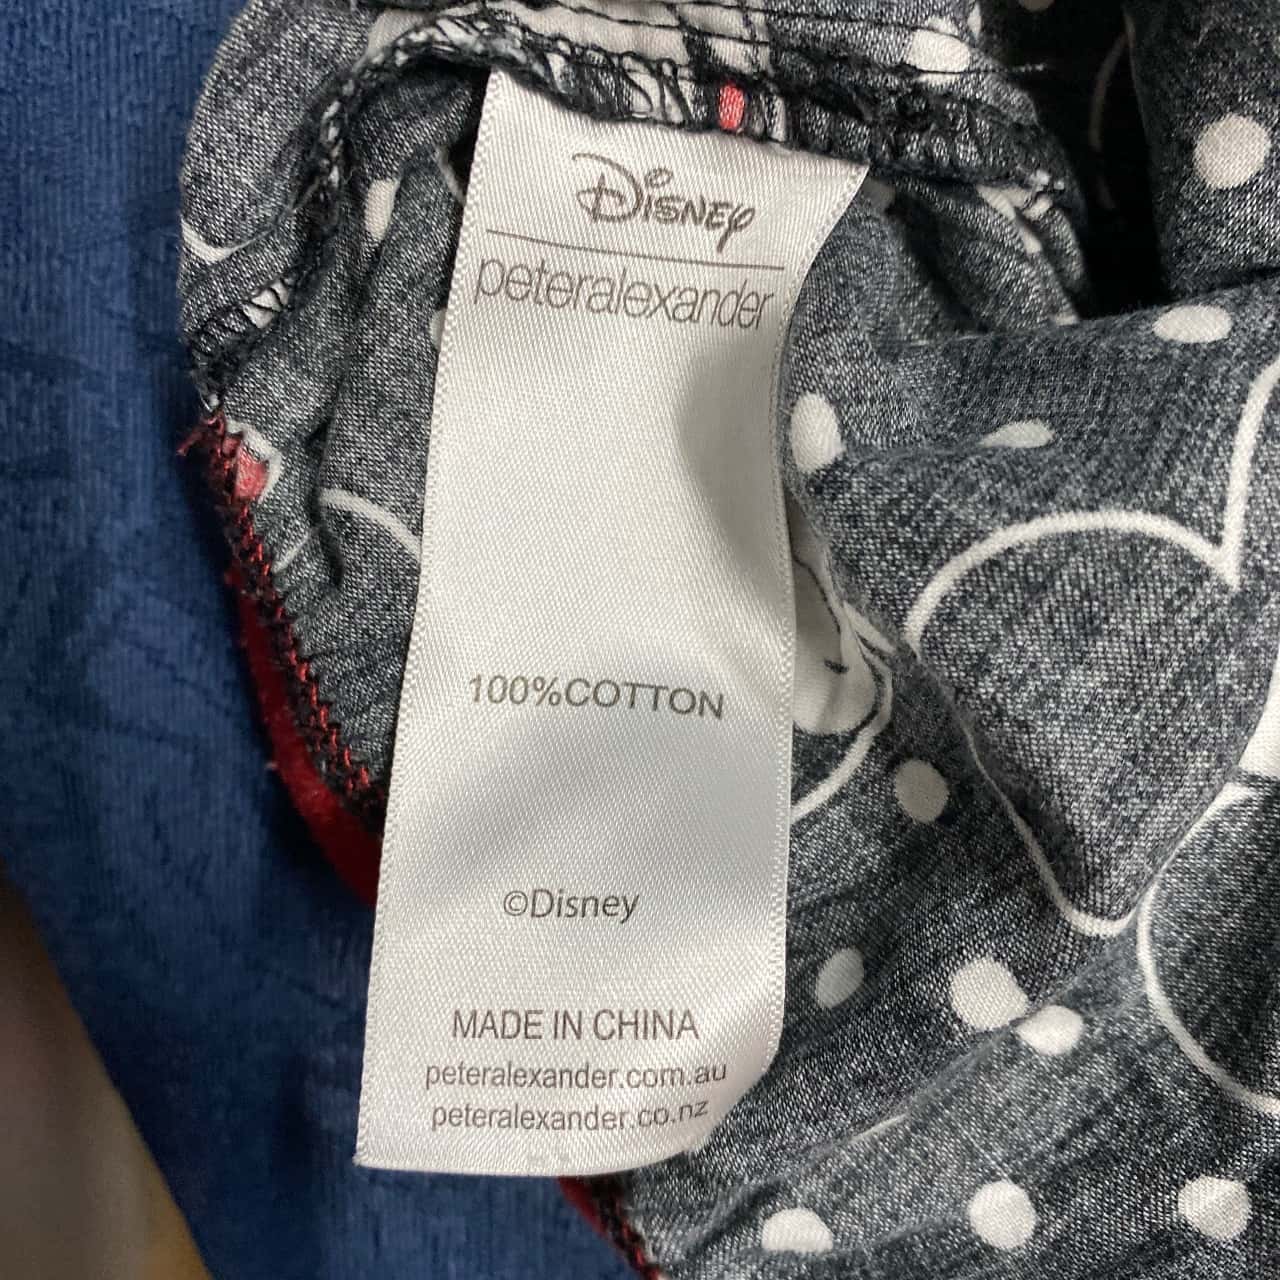 Disney
peteralexander
100%COTTON
©Disney
MADE IN CHINA
peteralexander.com.au
peteralexander.co.nz